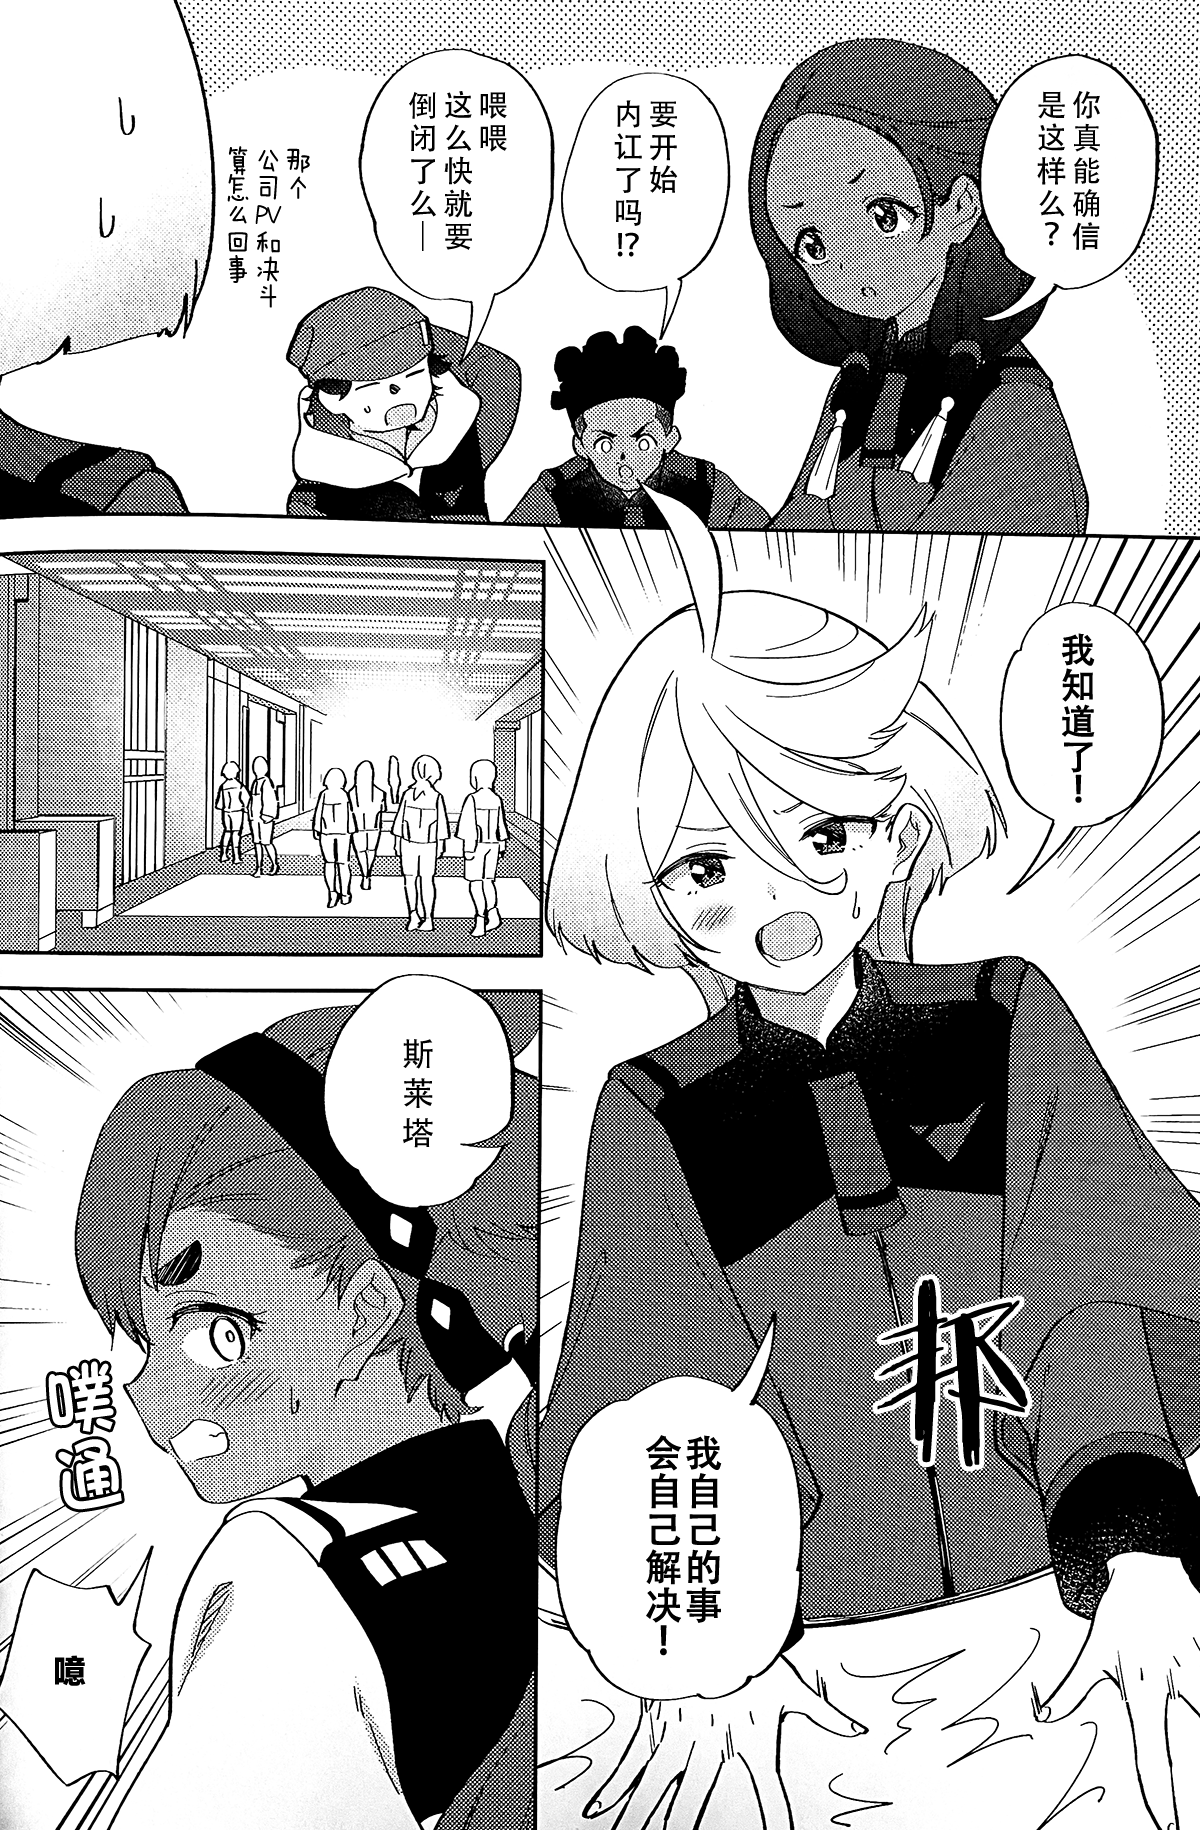 你真能确信
是这样么？
要开始
内讧了吗!?
喂喂
这么快就要
倒闭了么—
那个
公司PV和决斗
算怎么回事
我知道了！
邦
我自己的事
会自己解决！
斯莱塔
噗通
噫